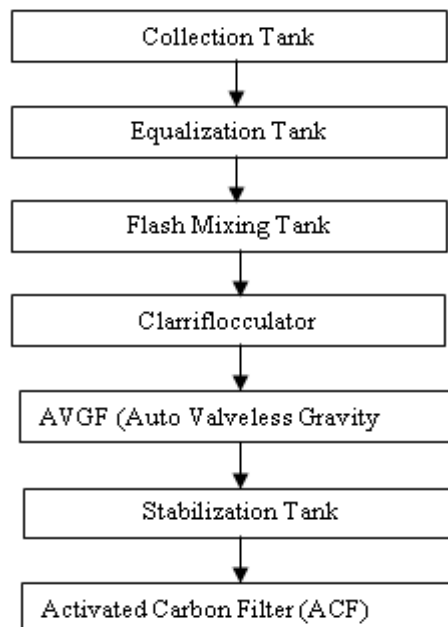 Collection Tank
Equalization Tank
Flash Mixing Tank
Clarriflocculator
AVGF (Auto Valveless Gravity
Stabilization Tank
Activated Carbon Filter (ACF)